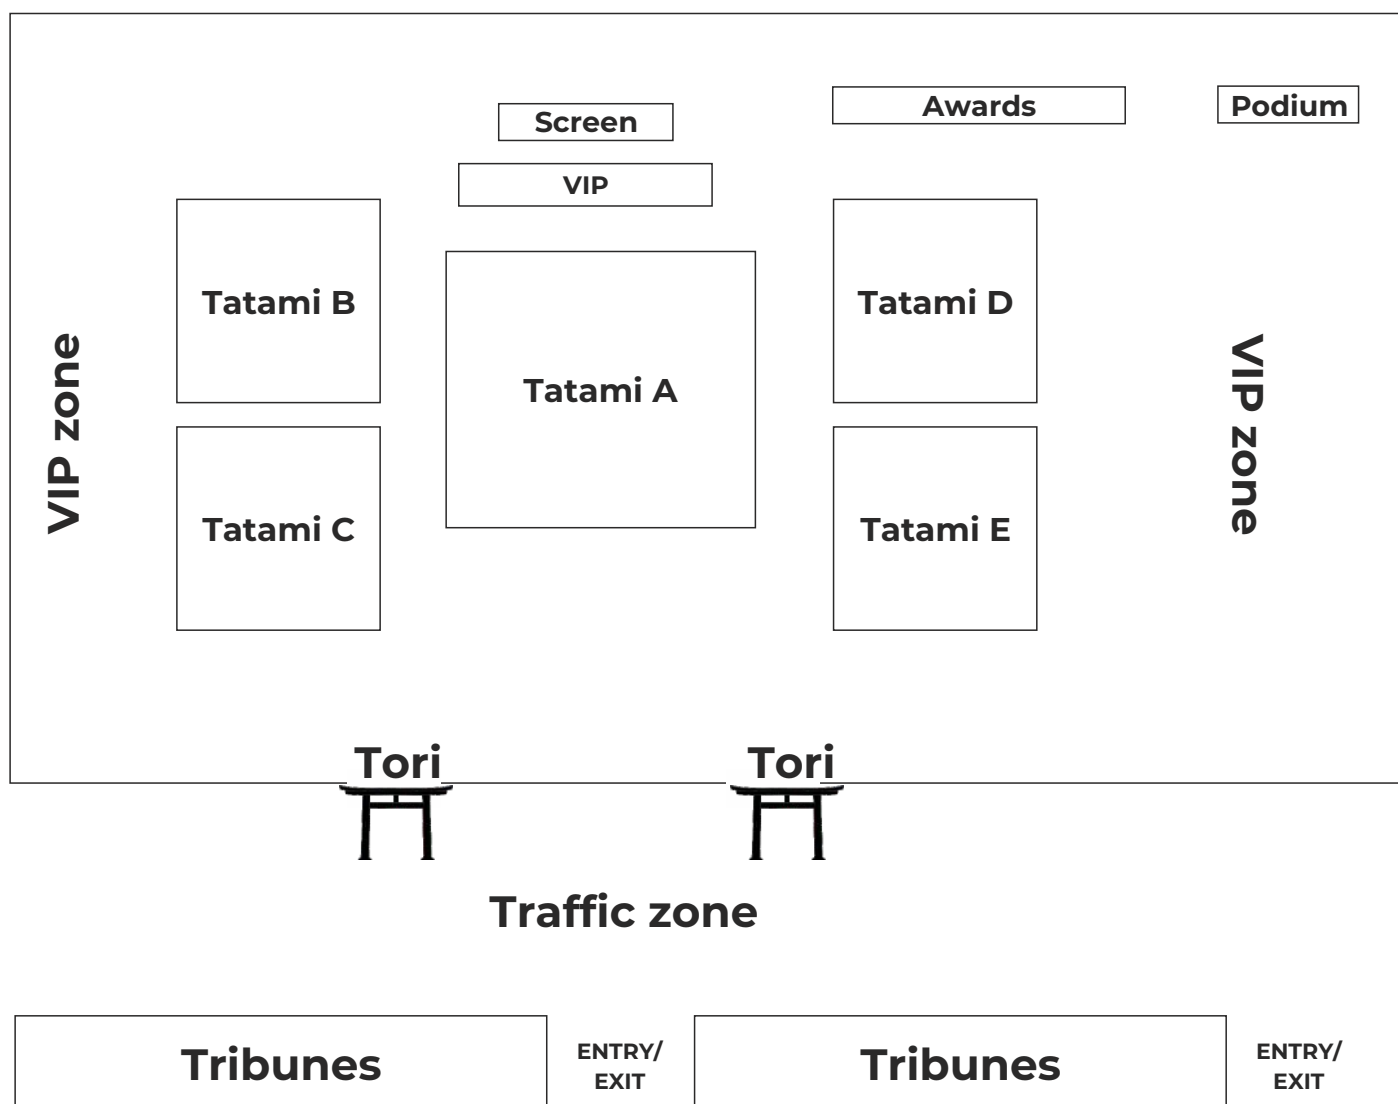 Screen
Awards
Podium
VIP
Tatami B
Tatami A
Tatami D
VIP zone
VIP zone
Tatami C
Tatami E
Tori
Tori
Traffic zone
Tribunes
ENTRY/
EXIT
Tribunes
ENTRY/
EXIT